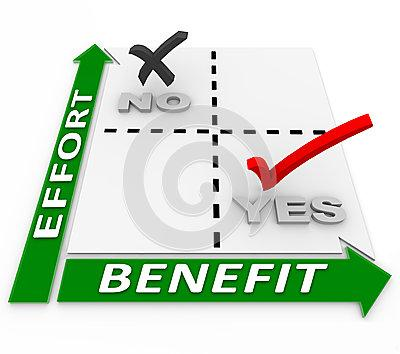 NO
EFFORT
YES
BENEFIT